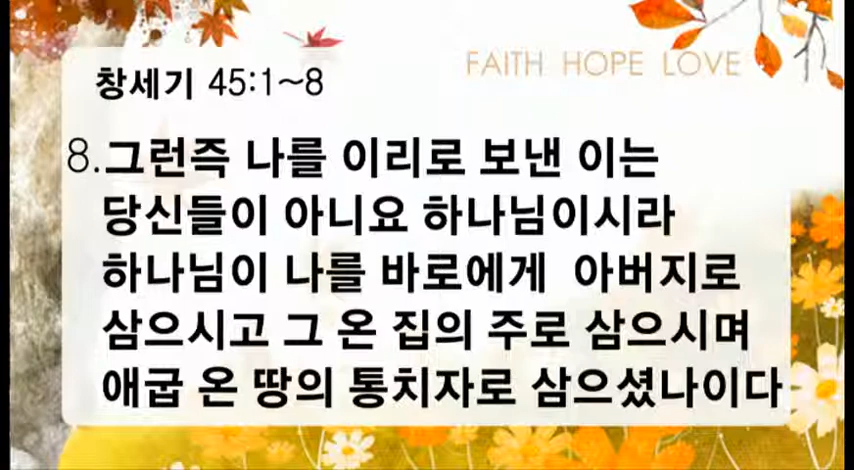 창세기 45:1~8
FAITH HOPE LOVE
8.그런즉 나를 이리로 보낸 이는
당신들이 아니요 하나님이시라
하나님이 나를 바로에게 아버지로
삼으시고 그 온 집의 주로 삼으시며
애굽 온 땅의 통치자로 삼으셨나이다